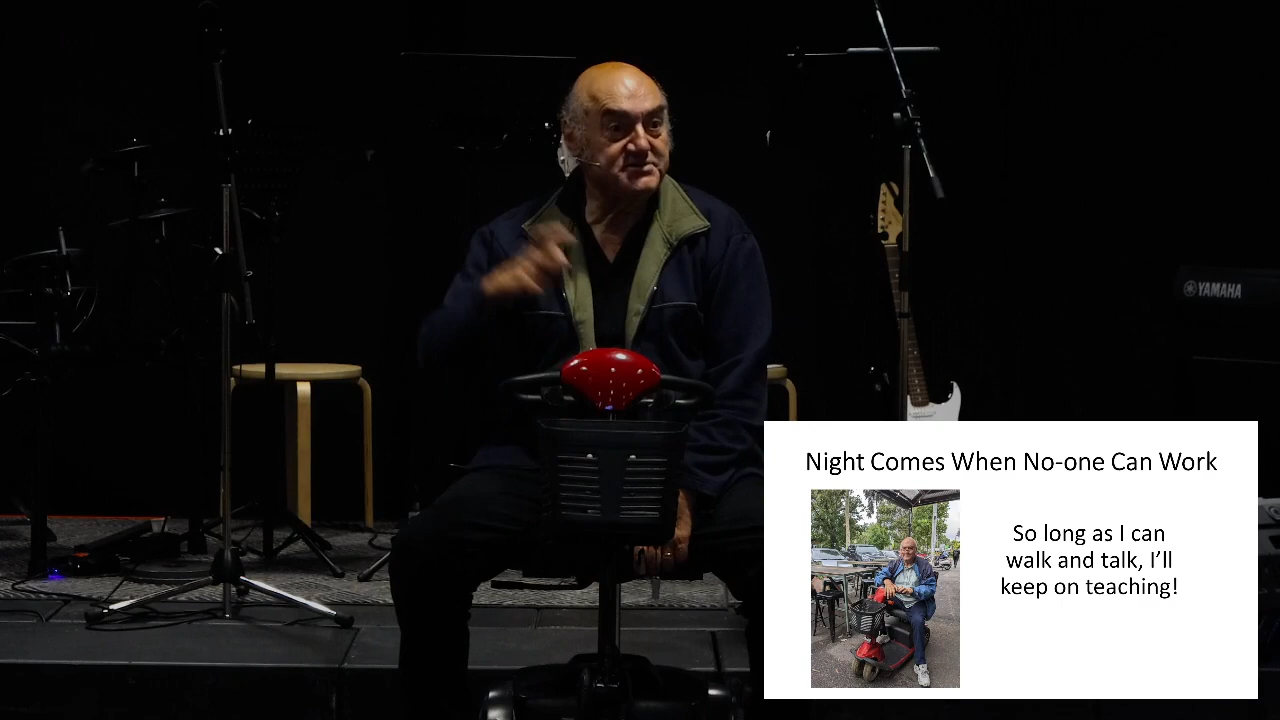 YAMAHA
Night Comes When No-one Can Work
So long as I can
walk and talk, I'll
keep on teaching!